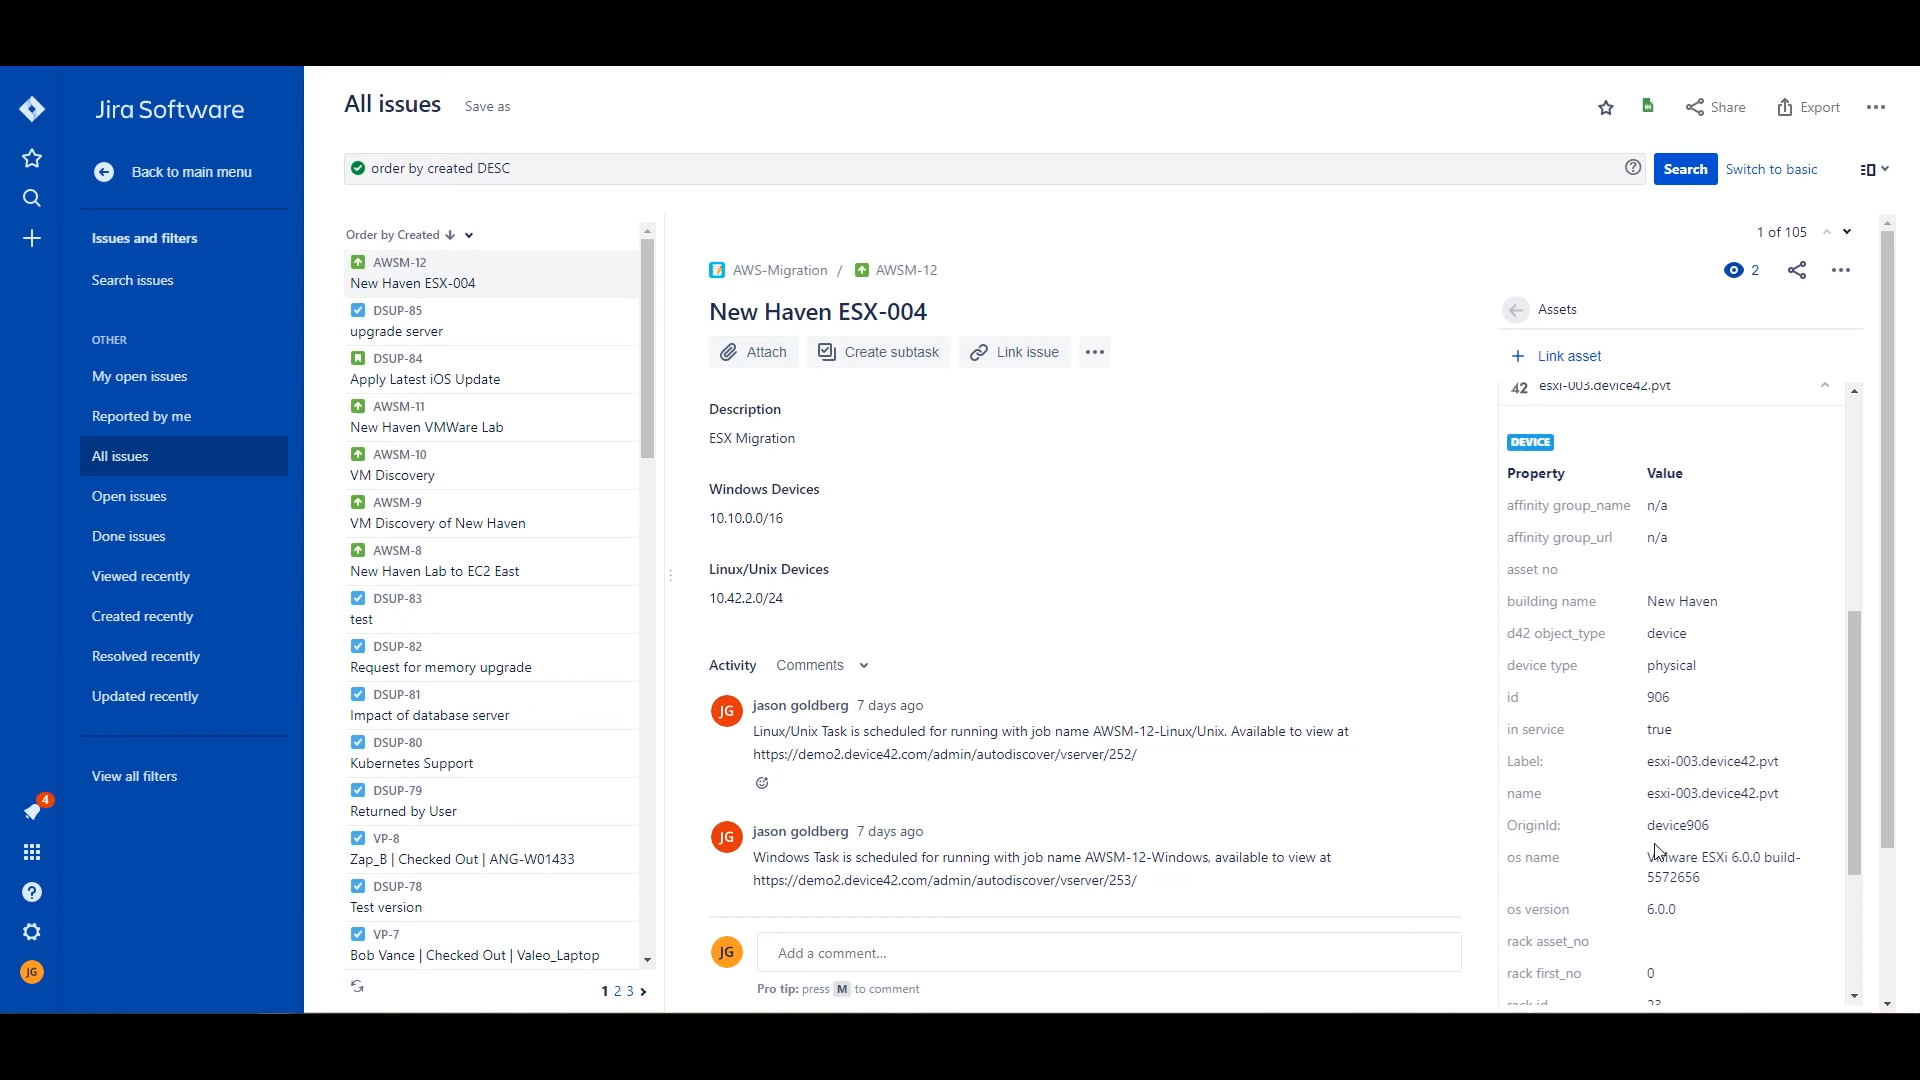 Jira Software
Back to main menu
Issues and filters
Search issues
OTHER
My open issues
Reported by me
All issues
Open issues
Done issues
Viewed recently
Created recently
Resolved recently
Updated recently
View all filters
4
JG
All issues Save as
Share Export
order by created DESC
Search Switch to basic
Order by Created
AWSM-12
New Haven ESX-004
DSUP-85
upgrade server
DSUP-84
Apply Latest iOS Update
AWSM-11
New Haven VMWare Lab
AWSM-10
VM Discovery
AWSM-9
VM Discovery of New Haven
AWSM-8
New Haven Lab to EC2 East
DSUP-83
test
DSUP-82
Request for memory upgrade
DSUP-81
Impact of database server
DSUP-80
Kubernetes Support
DSUP-79
Returned by User
VP-8
Zap_B | Checked Out | ANG-W01433
DSUP-78
Test version
VP-7
Bob Vance | Checked Out | Valeo_Laptop
1 2 3
1 of 105
AWS-Migration / AWSM-12
2
New Haven ESX-004
Attach Create subtask Link issue
Description
ESX Migration
Windows Devices
10.10.0.0/16
Linux/Unix Devices
10.42.2.0/24
Activity Comments
JG
jason goldberg 7 days ago
Linux/Unix Task is scheduled for running with job name AWSM-12-Linux/Unix. Available to view at
https://demo2.device42.com/admin/autodiscover/vserver/252/
JG
jason goldberg 7 days ago
Windows Task is scheduled for running with job name AWSM-12-Windows, available to view at
https://demo2.device42.com/admin/autodiscover/vserver/253/
JG
Add a comment...
Pro tip: press M to comment
Assets
Link asset
42 esxi-003.device42.pvt
DEVICE
Property Value
affinity group_name n/a
affinity group_url n/a
asset no
building name New Haven
d42 object_type device
device type physical
id 906
in service true
Label: esxi-003.device42.pvt
name esxi-003.device42.pvt
OriginId: device906
os name VMware ESXi 6.0.0 build-
5572656
os version 6.0.0
rack asset_no
rack first_no 0
rack id 23